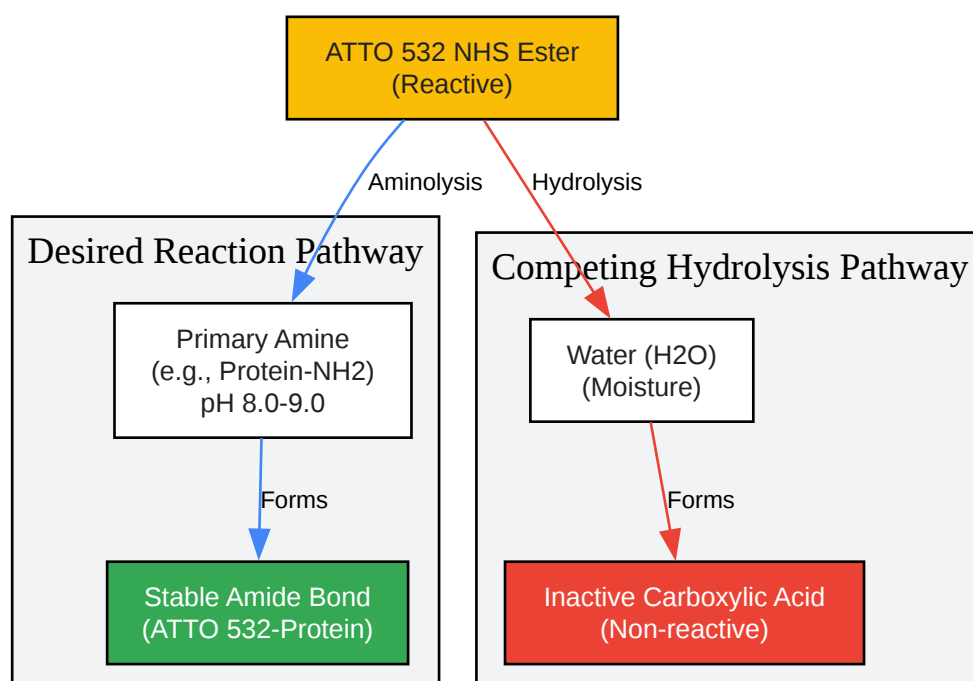 ATTO 532 NHS Ester
(Reactive)
Aminolysis
Hydrolysis
Desired Reaction Pathway
Competing Hydrolysis Pathway
Primary Amine
(e.g., Protein-NH2)
pH 8.0-9.0
Water (H2O)
(Moisture)
Forms
Forms
Stable Amide Bond
(ATTO 532-Protein)
Inactive Carboxylic Acid
(Non-reactive)